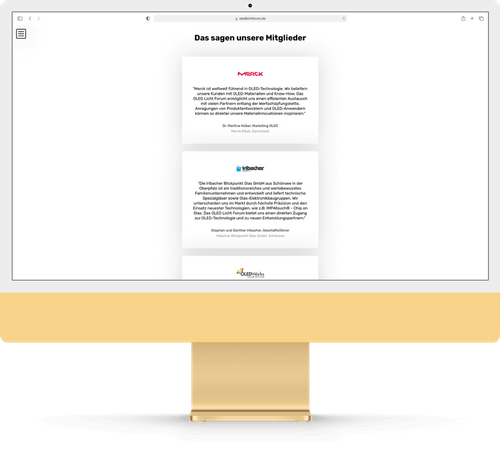 oledlichtforum.de
Das sagen unsere Mitglieder
MERCK
"Merck ist weltweit führend in OLED-Technologie. Wir beliefern
unsere Kunden mit OLED-Materialien und Know-How. Das
OLED Licht Forum ermöglicht uns einen effizienten Austausch
mit vielen Partnern entlang der Wertschöpfungskette.
Anregungen von Produktentwicklern und OLED-Anwendern
können so direkter unsere Materialinnovationen inspirieren."
Dr. Martina Hüber, Marketing OLED
Merck KGaA, Darmstadt
irlbacher
"Die Irlbacher Blickpunkt Glas GmbH aus Schönsee in der
Oberpfalz ist ein traditionsreiches und wertebewusstes
Familienunternehmen und entwickelt und liefert technische
Spezialgläser sowie Glas-Elektronikbaugruppen. Wir
unterscheiden uns im Markt durch höchste Präzision und den
Einsatz neuester Technologien, wie z.B. IMPAtouch® - Chip on
Glas. Das OLED Licht Forum bietet uns einen direkten Zugang
zur OLED-Technologie und zu neuen Entwicklungspartnern."
Stephan und Günther Irlbacher, Geschäftsführer
Irlbacher Blickpunkt Glas GmbH, Schönsee
OLEDWorks